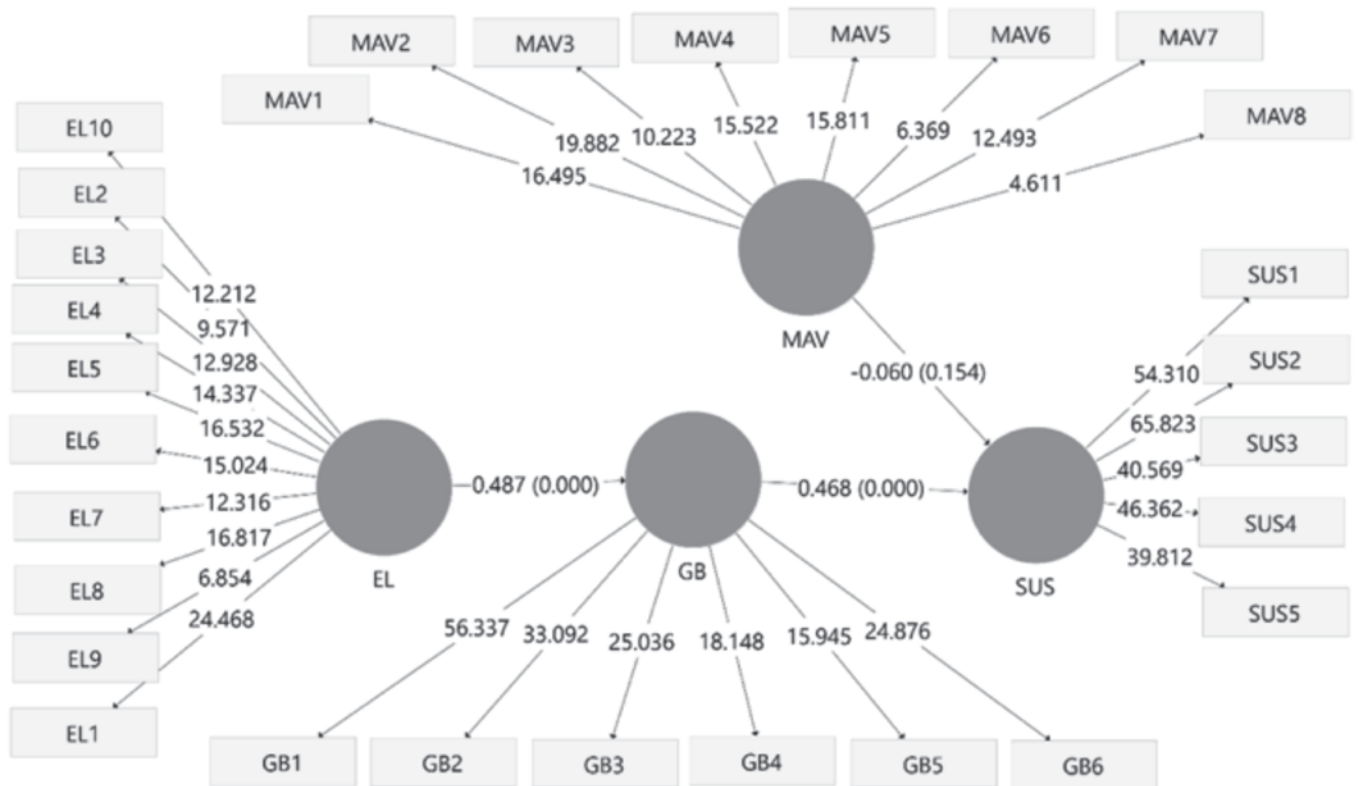 MAV2
MAV3
MAV4
MAV5
MAV6
MAV7
MAV1
MAV8
EL10
EL2
EL3
EL4
EL5
EL6
EL7
EL8
EL9
EL1
16.495
19.882
10.223
15.522
15.811
6.369
12.493
4.611
MAV
12.212
9.571
12.928
14.337
16.532
15.024
12.316
16.817
6.854
24.468
EL
0.487 (0.000)
GB
0.468 (0.000)
-0.060 (0.154)
SUS
54.310
65.823
40.569
46.362
39.812
SUS1
SUS2
SUS3
SUS4
SUS5
56.337
33.092
25.036
18.148
15.945
24.876
GB1
GB2
GB3
GB4
GB5
GB6